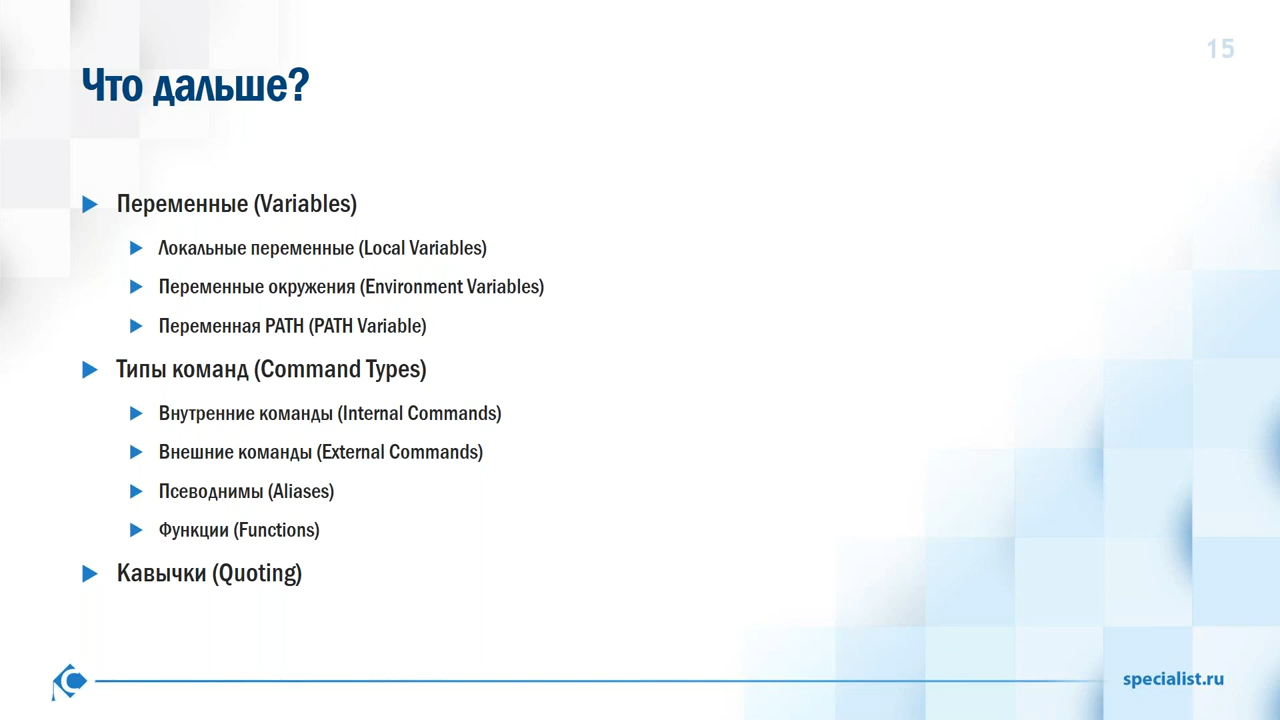 15
Что дальше?
Переменные (Variables)
Локальные переменные (Local Variables)
Переменные окружения (Environment Variables)
Переменная PATH (PATH Variable)
Типы команд (Command Types)
Внутренние команды (Internal Commands)
Внешние команды (External Commands)
Псеводнимы (Aliases)
Функции (Functions)
Кавычки (Quoting)
specialist.ru